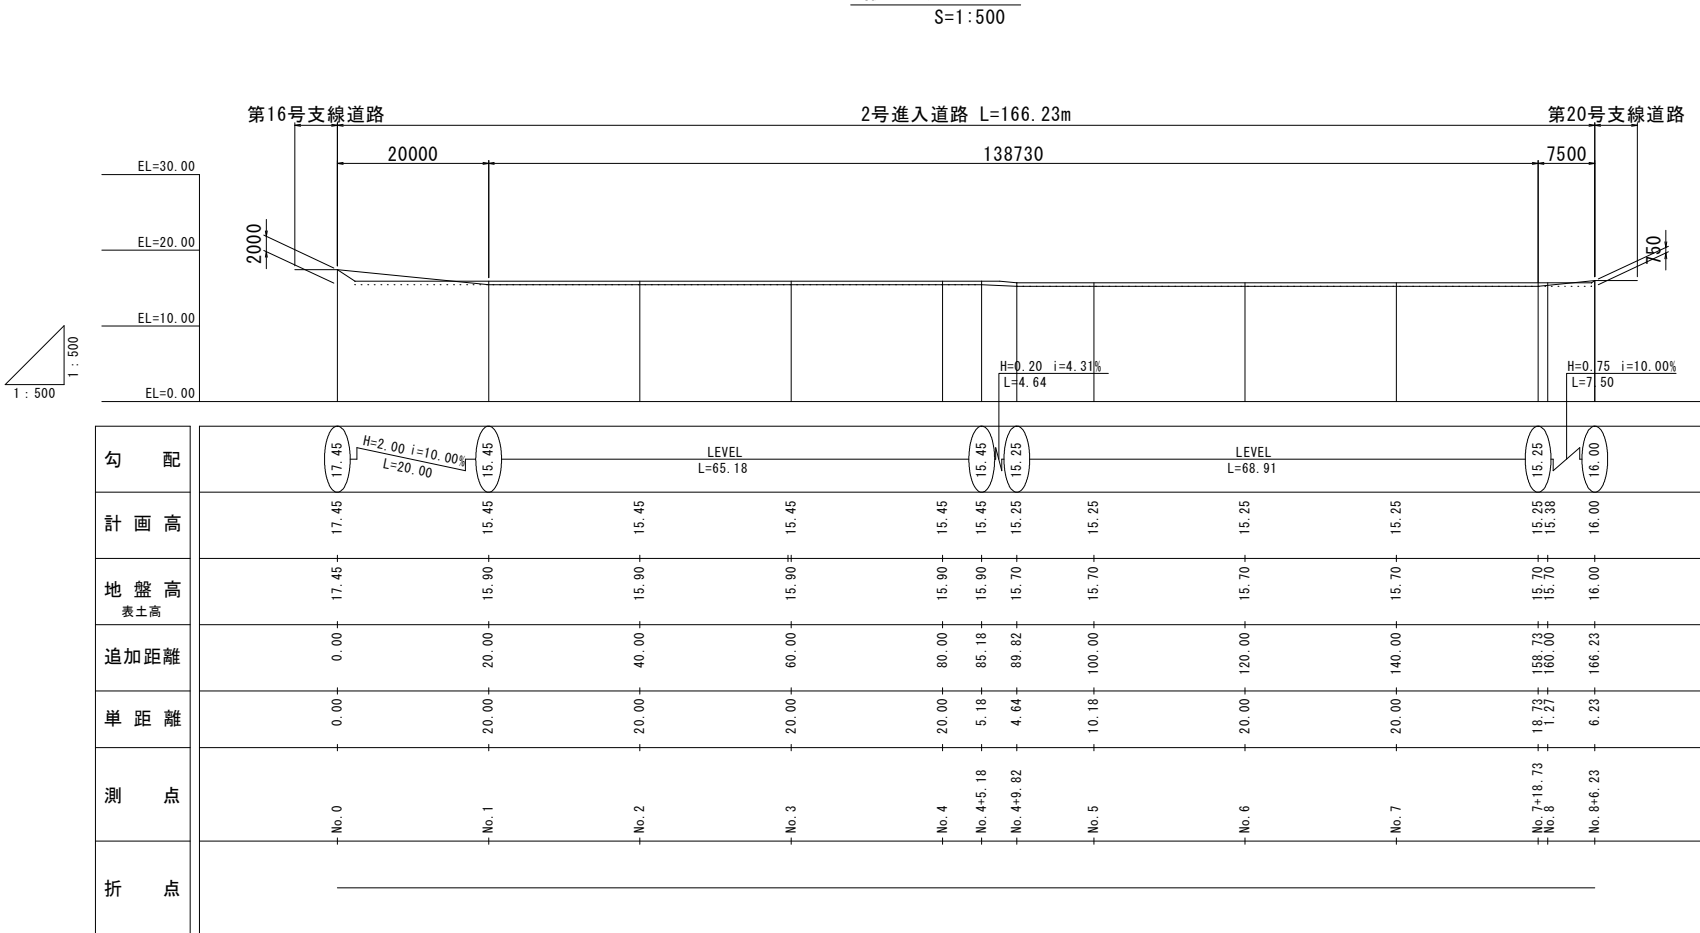 S=1:500
第16号支線道路
2号進入道路 L=166.23m
第20号支線道路
20000
138730
7500
EL=30.00
EL=20.00
EL=10.00
EL=0.00
2000
750
1:500
1:500
H=0.20 i=4.31%
L=4.64
H=0.75 i=10.00%
L=7.50
勾 配
17.45
H=2.00 i=10.00%
L=20.00
15.45
LEVEL
L=65.18
15.45
15.25
LEVEL
L=68.91
15.25
16.00
計 画 高
17.45 15.45 15.45 15.45 15.45 15.45 15.25 15.25 15.25 15.25 15.25 15.38 16.00
地 盤 高
表土高
17.45 15.90 15.90 15.90 15.90 15.90 15.70 15.70 15.70 15.70 15.70 15.70 16.00
追加距離
0.00 20.00 40.00 60.00 80.00 85.18 89.82 100.00 120.00 140.00 158.73 160.00 166.23
単 距 離
0.00 20.00 20.00 20.00 20.00 5.18 4.64 10.18 20.00 20.00 18.73 1.27 6.23
測 点
No.0 No.1 No.2 No.3 No.4 No.4+5.18 No.4+9.82 No.5 No.6 No.7 No.7+18.73 No.8 No.8+6.23
折 点